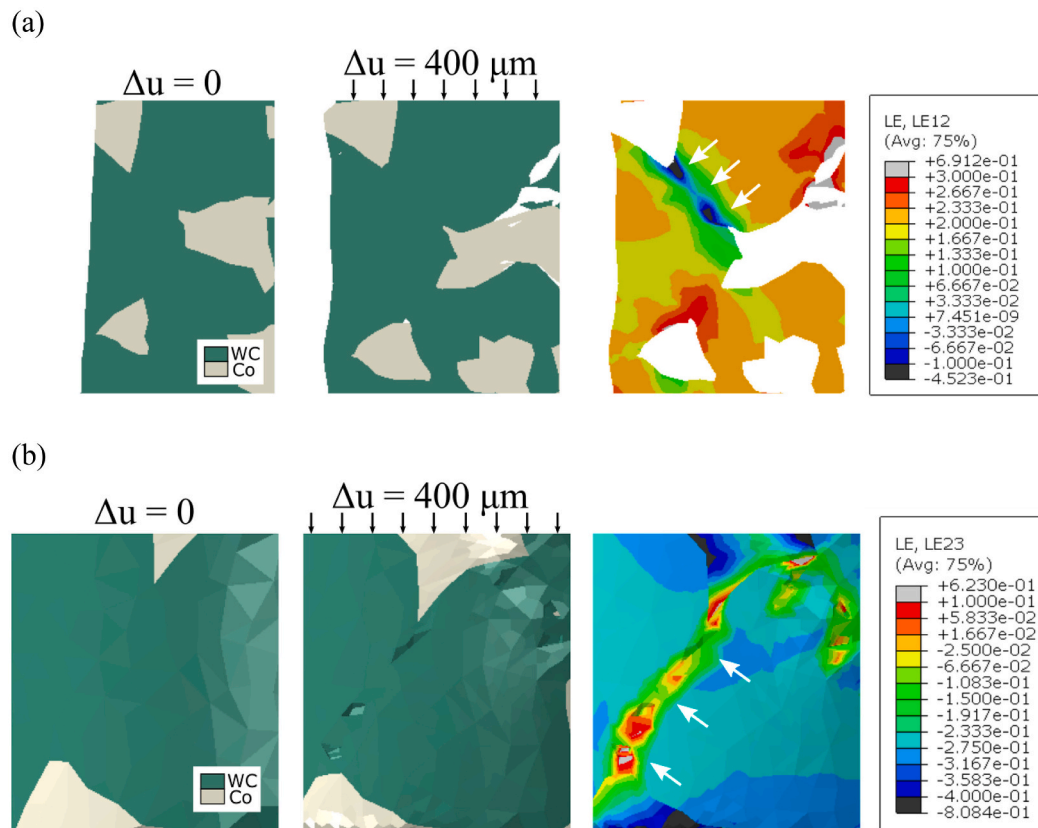 (a)
Δu = 0
Δu = 400 μm
WC
Co
LE, LE12
(Avg: 75%)
+6.912e-01
+3.000e-01
+2.667e-01
+2.333e-01
+2.000e-01
+1.667e-01
+1.333e-01
+1.000e-01
+6.667e-02
+3.333e-02
+7.451e-09
-3.333e-02
-6.667e-02
-1.000e-01
-4.523e-01
(b)
Δu = 0
Δu = 400 μm
WC
Co
LE, LE23
(Avg: 75%)
+6.230e-01
+1.000e-01
+5.833e-02
+1.667e-02
-2.500e-02
-6.667e-02
-1.083e-01
-1.500e-01
-1.917e-01
-2.333e-01
-2.750e-01
-3.167e-01
-3.583e-01
-4.000e-01
-8.084e-01